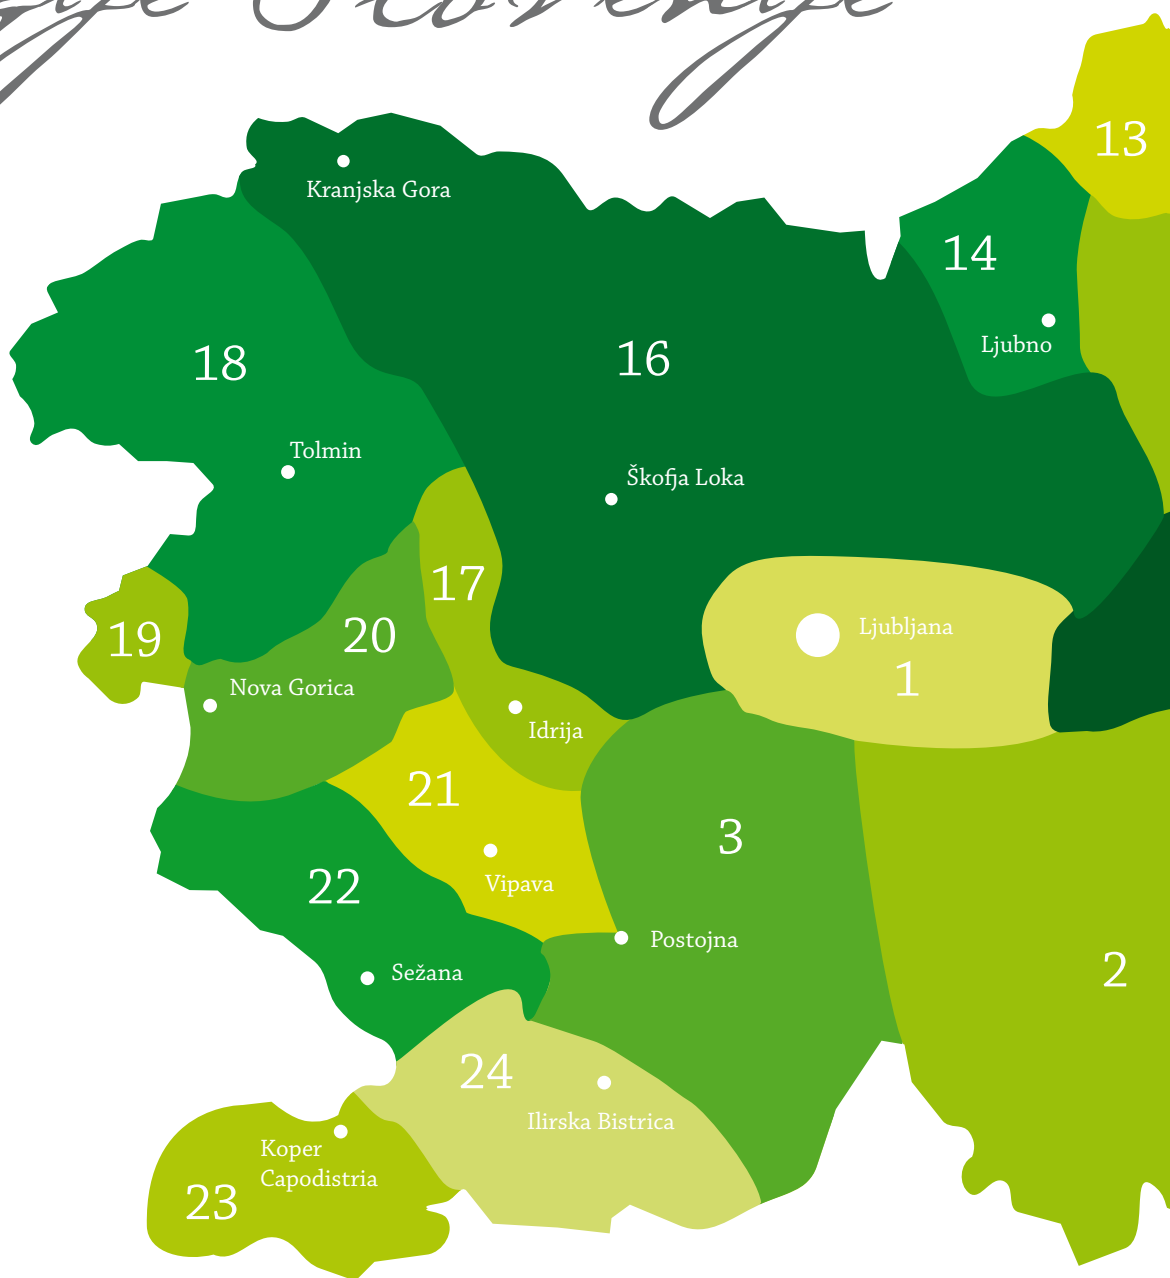 Slovenije
13
Kranjska Gora
14
Ljubno
18
16
Tolmin
Škofja Loka
17
19
20
Ljubljana
1
Nova Gorica
Idrija
21
3
Vipava
22
Postojna
Sežana
2
24
Ilirska Bistrica
Koper
Capodistria
23